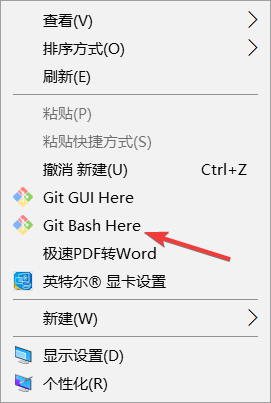 查看(V)
排序方式(O)
刷新(E)
粘贴(P)
粘贴快捷方式(S)
撤消 新建(U) Ctrl+Z
Git GUI Here
Git Bash Here
极速PDF转Word
英特尔® 显卡设置
新建(W)
显示设置(D)
个性化(R)